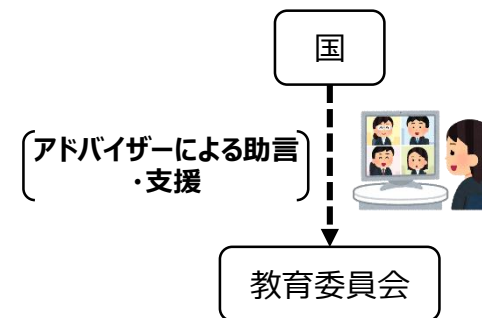 国
アドバイザーによる助言
・支援
教育委員会